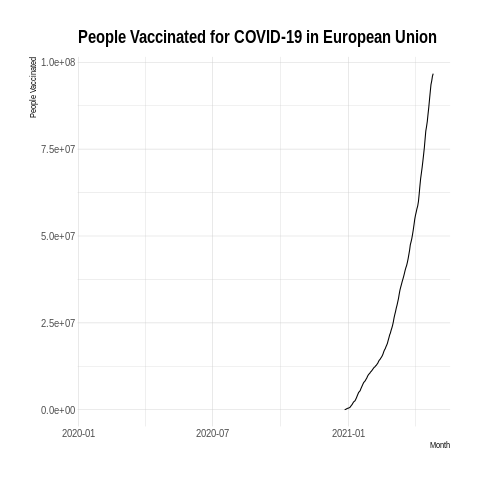 People Vaccinated for COVID-19 in European Union
People Vaccinated
1.0e+08
7.5e+07
5.0e+07
2.5e+07
0.0e+00
2020-01
2020-07
2021-01
Month